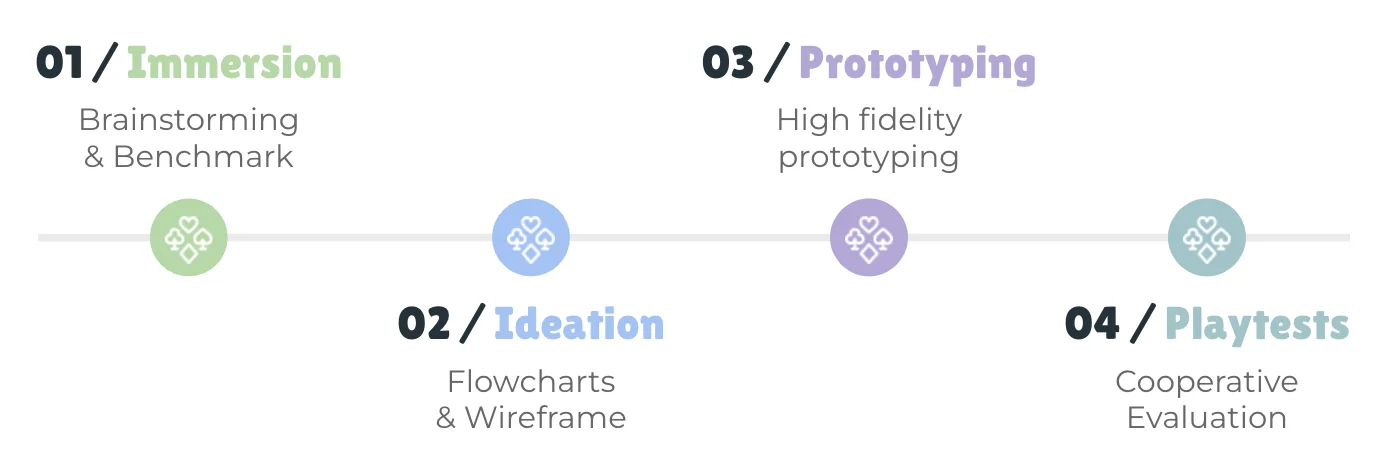 01 / Immersion
Brainstorming
& Benchmark
02 / Ideation
Flowcharts
& Wireframe
03 / Prototyping
High fidelity
prototyping
04 / Playtests
Cooperative
Evaluation